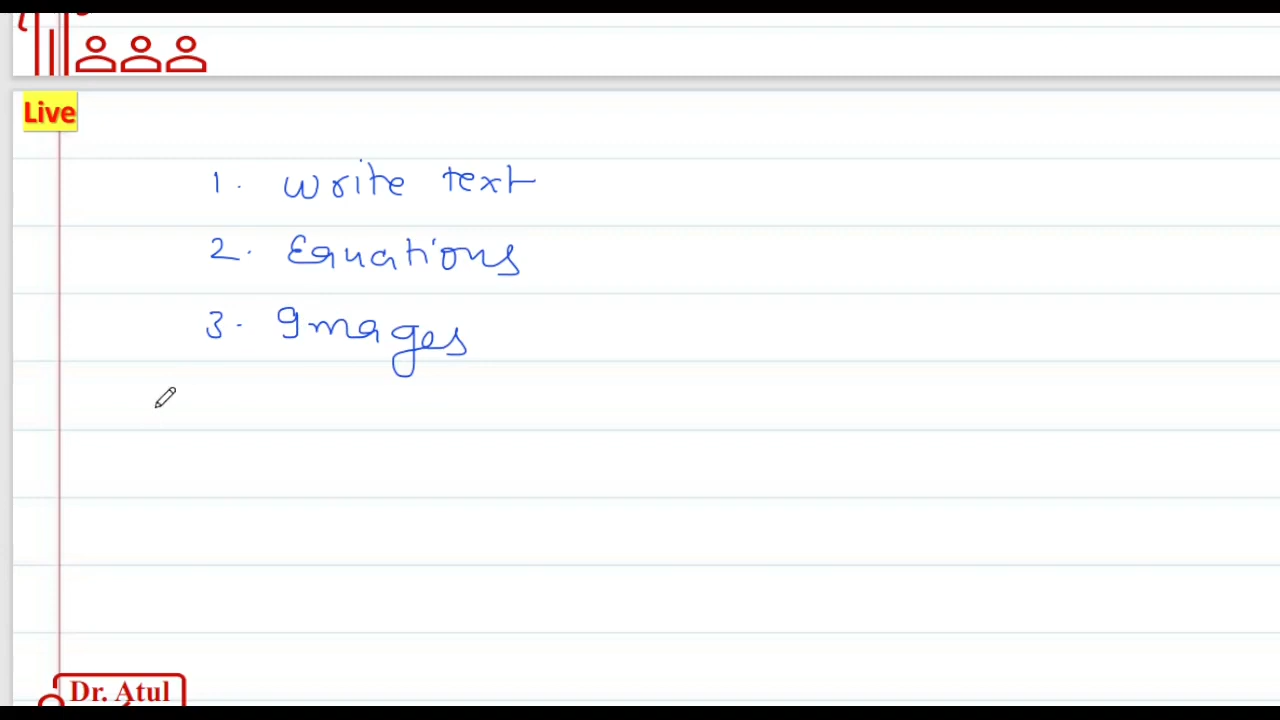 Live
1. Write text
2. Equations
3. Images
Dr. Atul